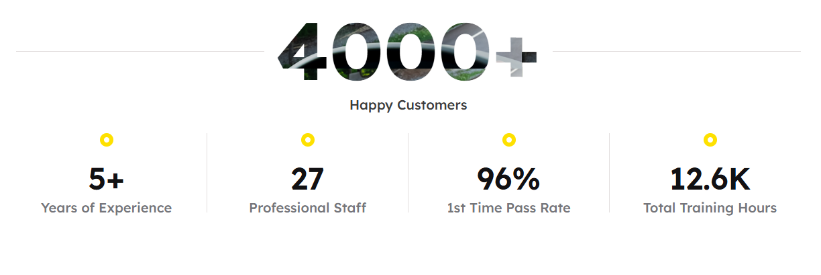 4000+
Happy Customers
5+
Years of Experience
27
Professional Staff
96%
1st Time Pass Rate
12.6K
Total Training Hours